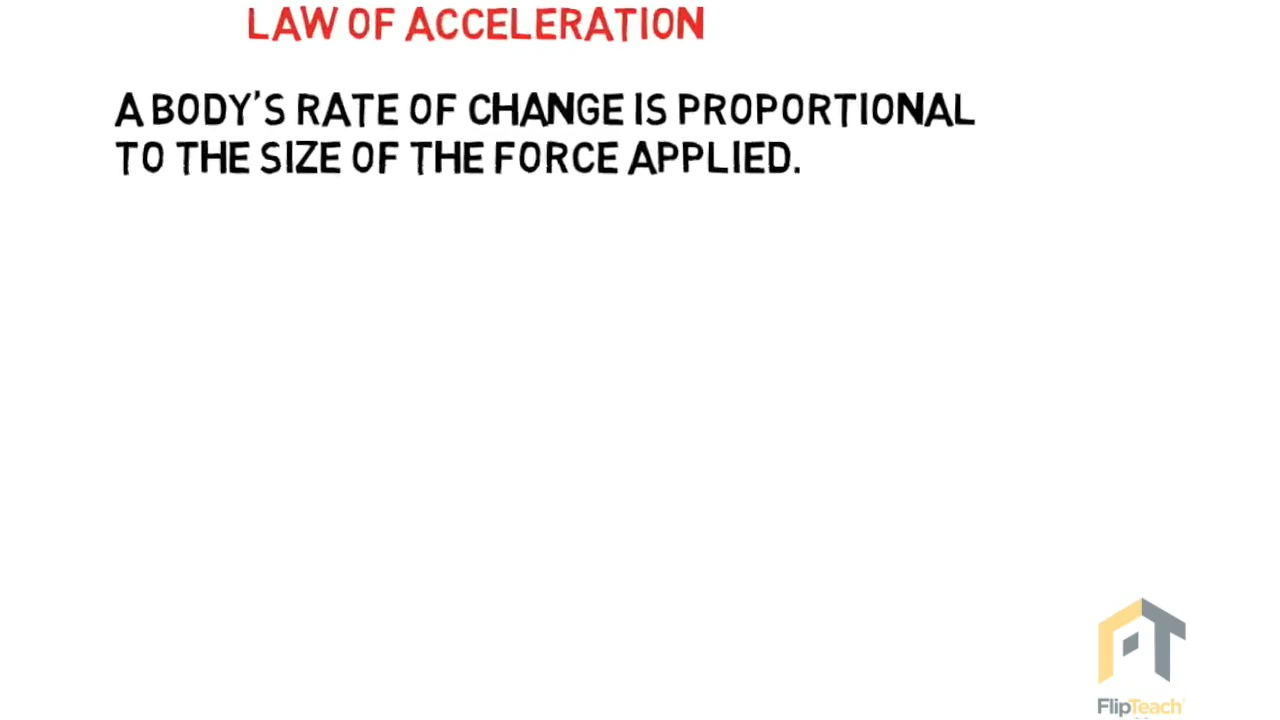 LAW OF ACCELERATION
A BODY'S RATE OF CHANGE IS PROPORTIONAL
TO THE SIZE OF THE FORCE APPLIED.
FlipTeach